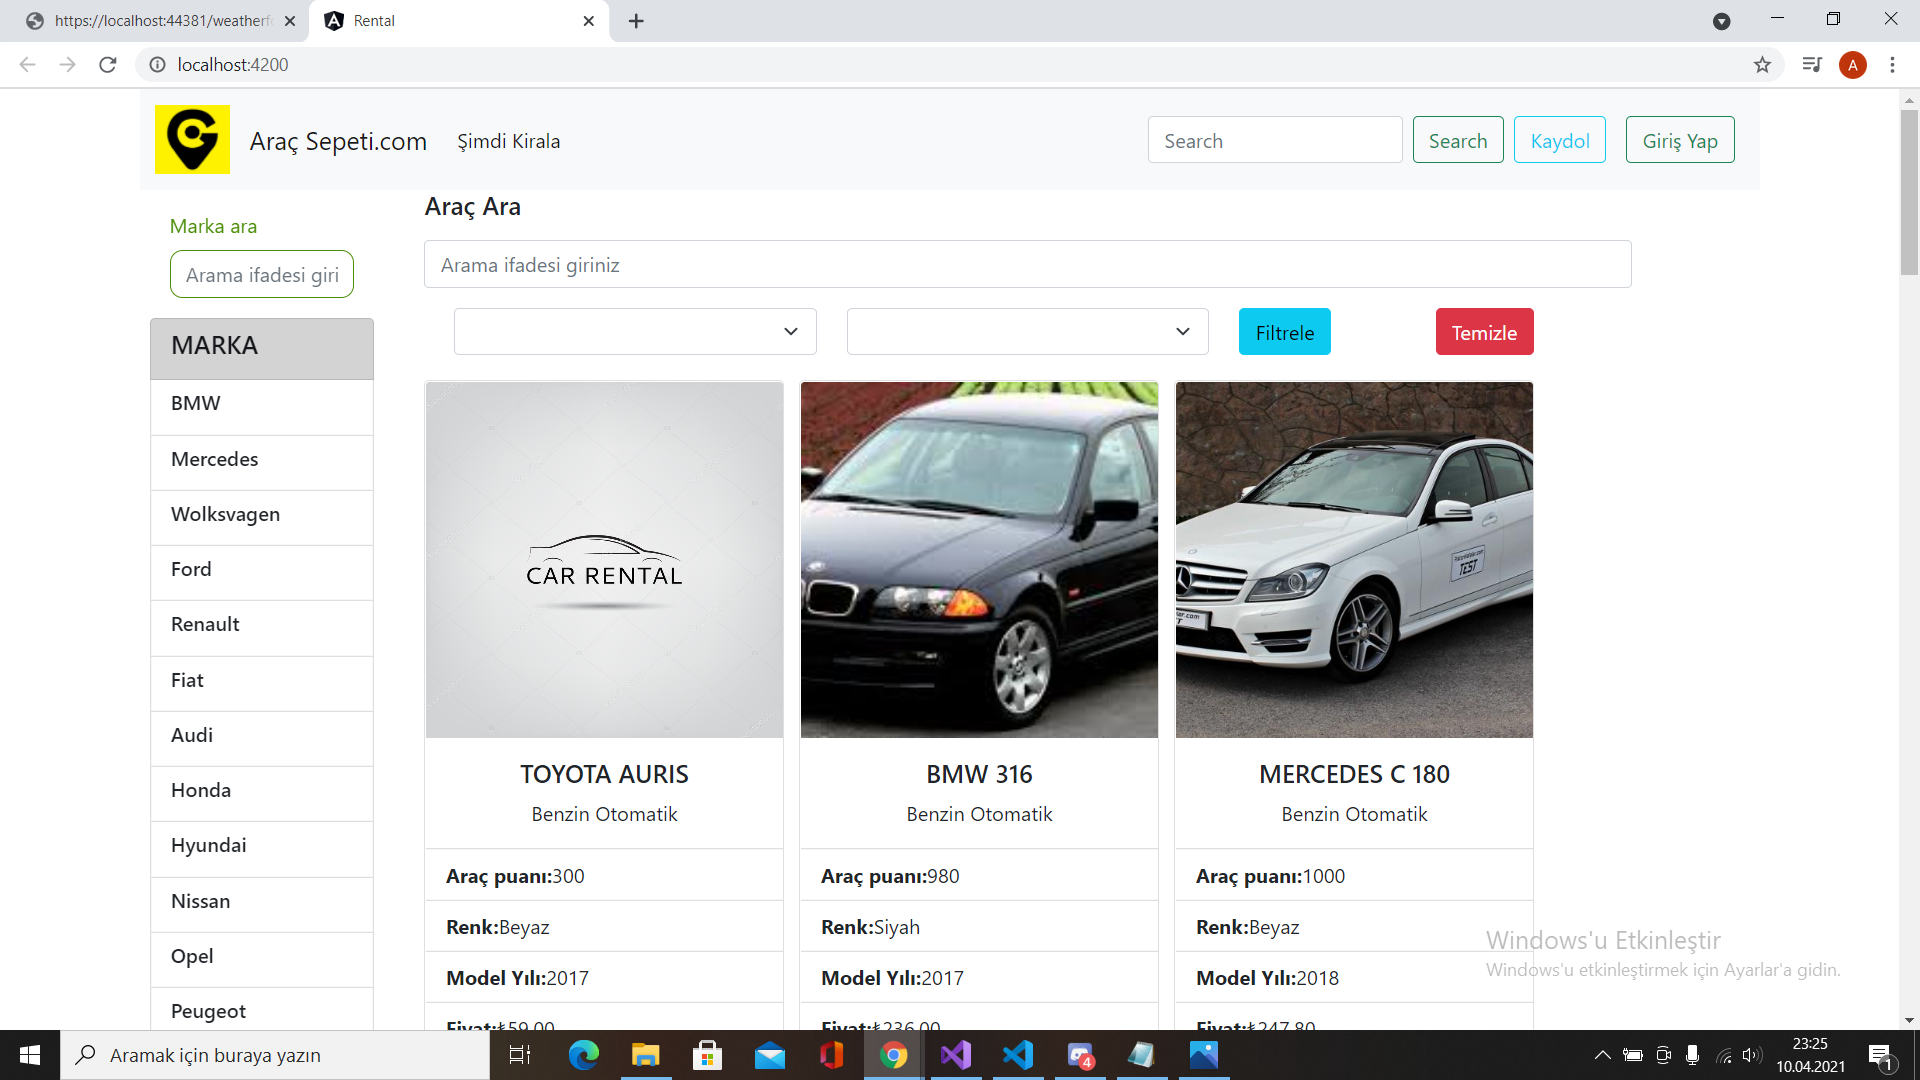 https://localhost:44381/weatherf
Rental
localhost:4200
A
Araç Sepeti.com
Şimdi Kirala
Search
Search
Kaydol
Giriş Yap
Marka ara
Arama ifadesi giri
MARKA
BMW
Mercedes
Wolksvagen
Ford
Renault
Fiat
Audi
Honda
Hyundai
Nissan
Opel
Peugeot
Araç Ara
Arama ifadesi giriniz
Filtrele
Temizle
CAR RENTAL
TOYOTA AURIS
Benzin Otomatik
Araç puanı:300
Renk:Beyaz
Model Yılı:2017
Fiyat:₺59.00
BMW 316
Benzin Otomatik
Araç puanı:980
Renk:Siyah
Model Yılı:2017
Fiyat:₺236.00
TEST
MERCEDES C 180
Benzin Otomatik
Araç puanı:1000
Renk:Beyaz
Model Yılı:2018
Fiyat:₺247.80
Windows'u Etkinleştir
Windows'u etkinleştirmek için Ayarlar'a gidin.
Aramak için buraya yazın
4
23:25
10.04.2021
1